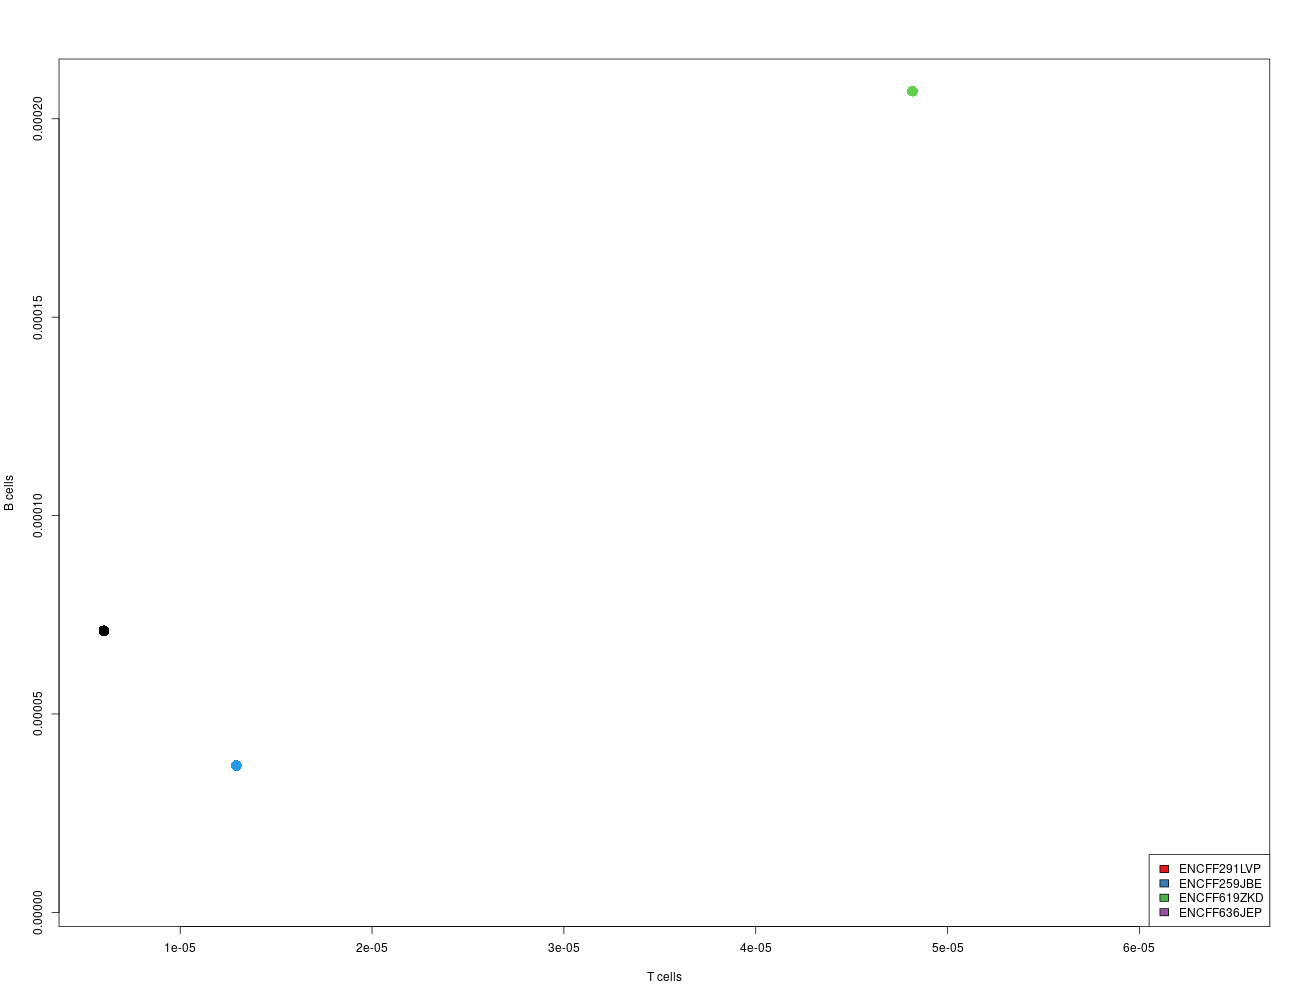 0.00020
0.00015
0.00010
0.00005
0.00000
B cells
1e-05
2e-05
3e-05
4e-05
5e-05
6e-05
T cells
ENCFF291LVP
ENCFF259JBE
ENCFF619ZKD
ENCFF636JEP